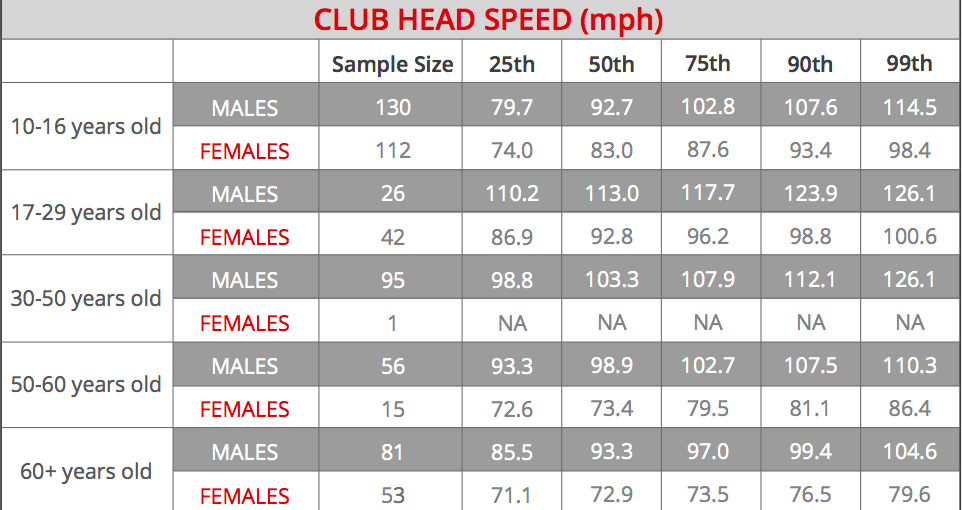 CLUB HEAD SPEED (mph)
Sample Size 25th 50th 75th 90th 99th
10-16 years old
MALES 130 79.7 92.7 102.8 107.6 114.5
FEMALES 112 74.0 83.0 87.6 93.4 98.4
17-29 years old
MALES 26 110.2 113.0 117.7 123.9 126.1
FEMALES 42 86.9 92.8 96.2 98.8 100.6
30-50 years old
MALES 95 98.8 103.3 107.9 112.1 126.1
FEMALES 1 NA NA NA NA NA
50-60 years old
MALES 56 93.3 98.9 102.7 107.5 110.3
FEMALES 15 72.6 73.4 79.5 81.1 86.4
60+ years old
MALES 81 85.5 93.3 97.0 99.4 104.6
FEMALES 53 71.1 72.9 73.5 76.5 79.6